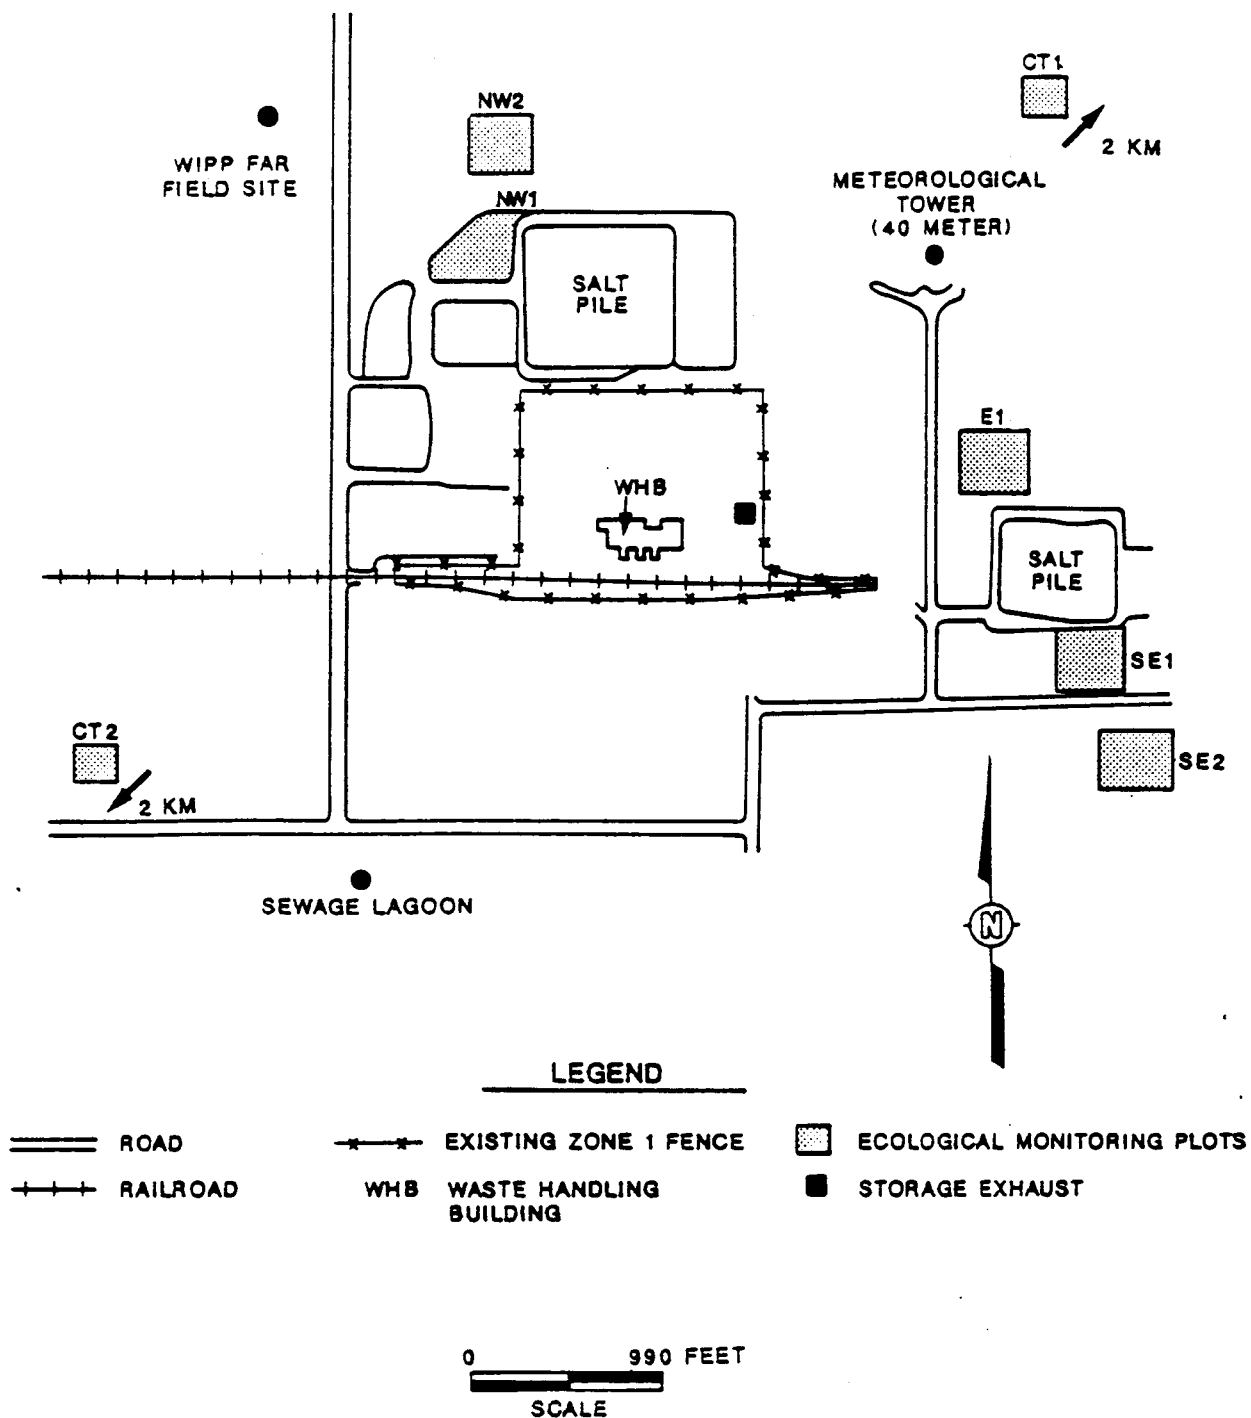 CT1
2 KM
NW2
WIPP FAR
FIELD SITE
METEOROLOGICAL
TOWER
(40 METER)
NW1
SALT
PILE
E1
WHB
SALT
PILE
SE1
CT2
2 KM
SE2
SEWAGE LAGOON
N
LEGEND
ROAD
EXISTING ZONE 1 FENCE
ECOLOGICAL MONITORING PLOTS
RAILROAD
WHB WASTE HANDLING
BUILDING
STORAGE EXHAUST
0 990 FEET
SCALE